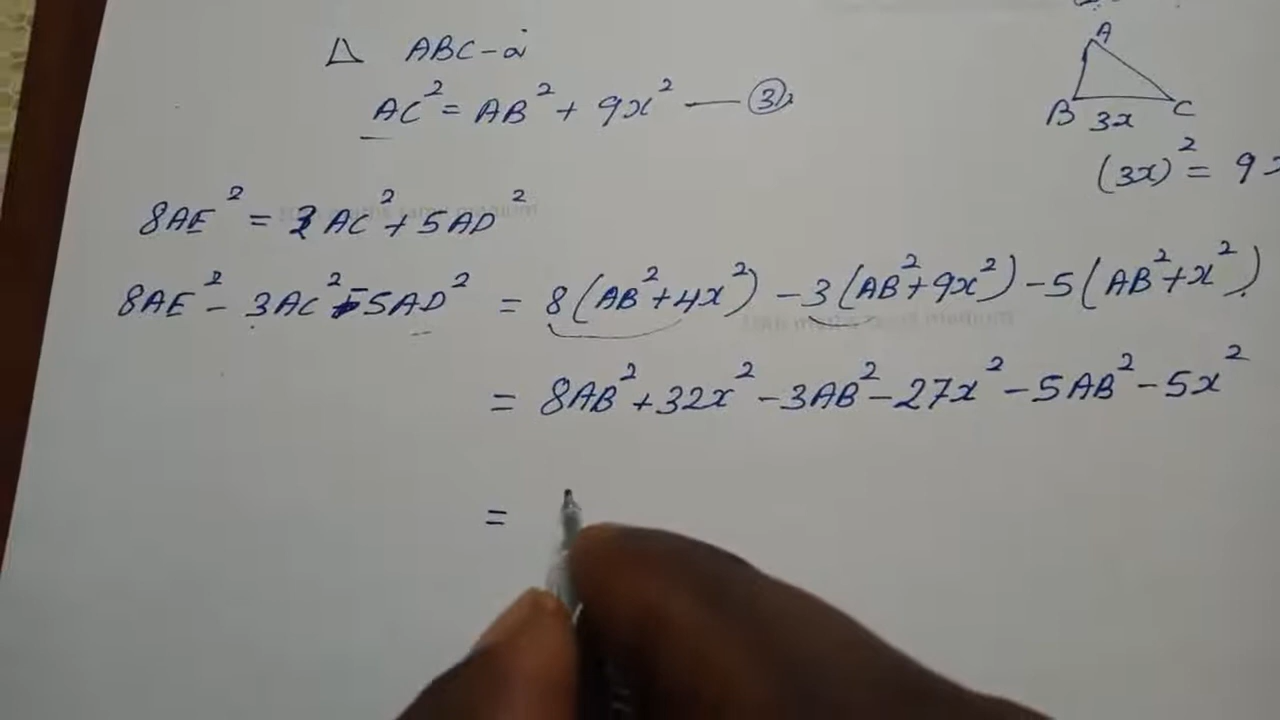 △ ABC-ல்
AC² = AB² + 9x² — ③
A
B 3x C
(3x)² = 9
8AE² = 3AC² + 5AD²
8AE² - 3AC² - 5AD² = 8(AB² + 4x²) - 3(AB² + 9x²) - 5(AB² + x²)
= 8AB² + 32x² - 3AB² - 27x² - 5AB² - 5x²
=